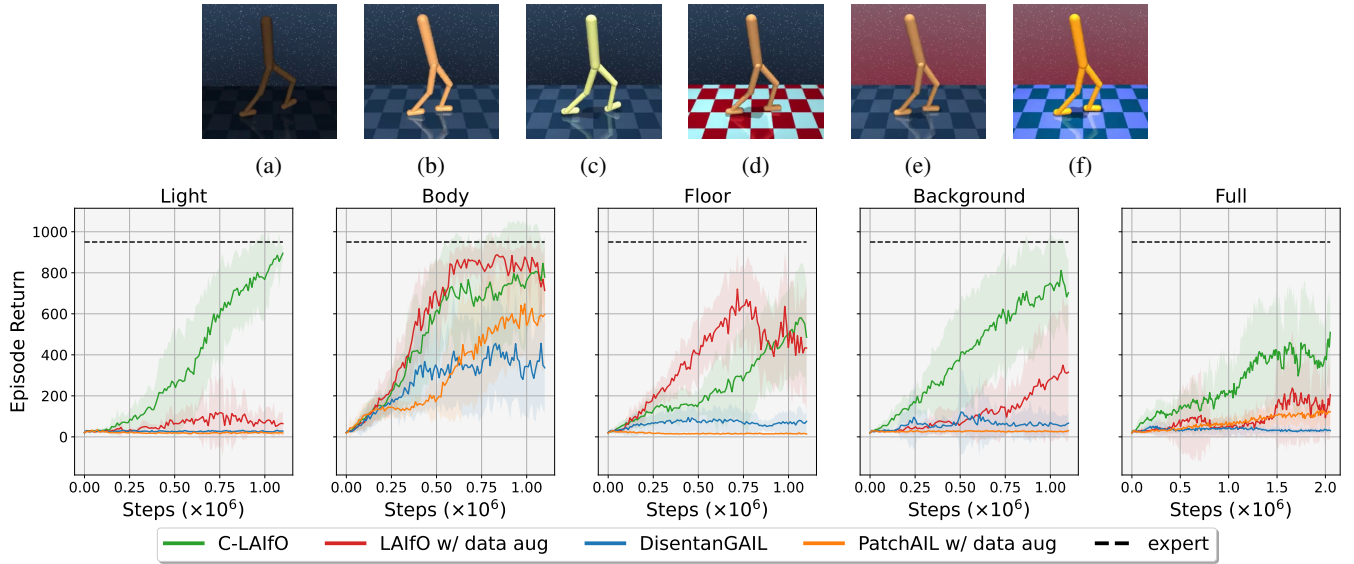 (a) (b) (c) (d) (e) (f)
Light Body Floor Background Full
Episode Return
1000
800
600
400
200
0
0.00 0.25 0.50 0.75 1.00
0.00 0.25 0.50 0.75 1.00
0.00 0.25 0.50 0.75 1.00
0.00 0.25 0.50 0.75 1.00
0.0 0.5 1.0 1.5 2.0
Steps (×10⁶) Steps (×10⁶) Steps (×10⁶) Steps (×10⁶) Steps (×10⁶)
C-LAIfO LAIfO w/ data aug DisentanGAIL PatchAIL w/ data aug expert